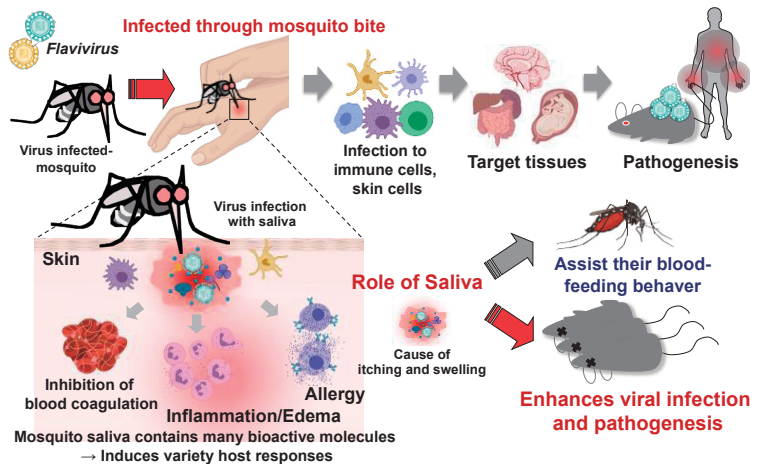 Flavivirus
Infected through mosquito bite
Virus infected-
mosquito
Infection to
immune cells,
skin cells
Target tissues
Pathogenesis
Virus infection
with saliva
Skin
Inhibition of
blood coagulation
Inflammation/Edema
Allergy
Mosquito saliva contains many bioactive molecules
→ Induces variety host responses
Role of Saliva
Cause of
itching and swelling
Assist their blood-
feeding behaver
Enhances viral infection
and pathogenesis